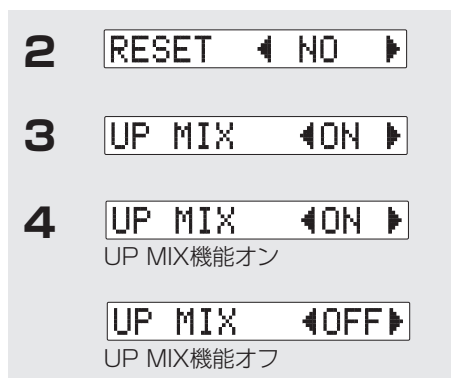 2 RESET ◀ NO ▶
3 UP MIX ◀ON ▶
4 UP MIX ◀ON ▶
UP MIX機能オン
UP MIX ◀OFF▶
UP MIX機能オフ